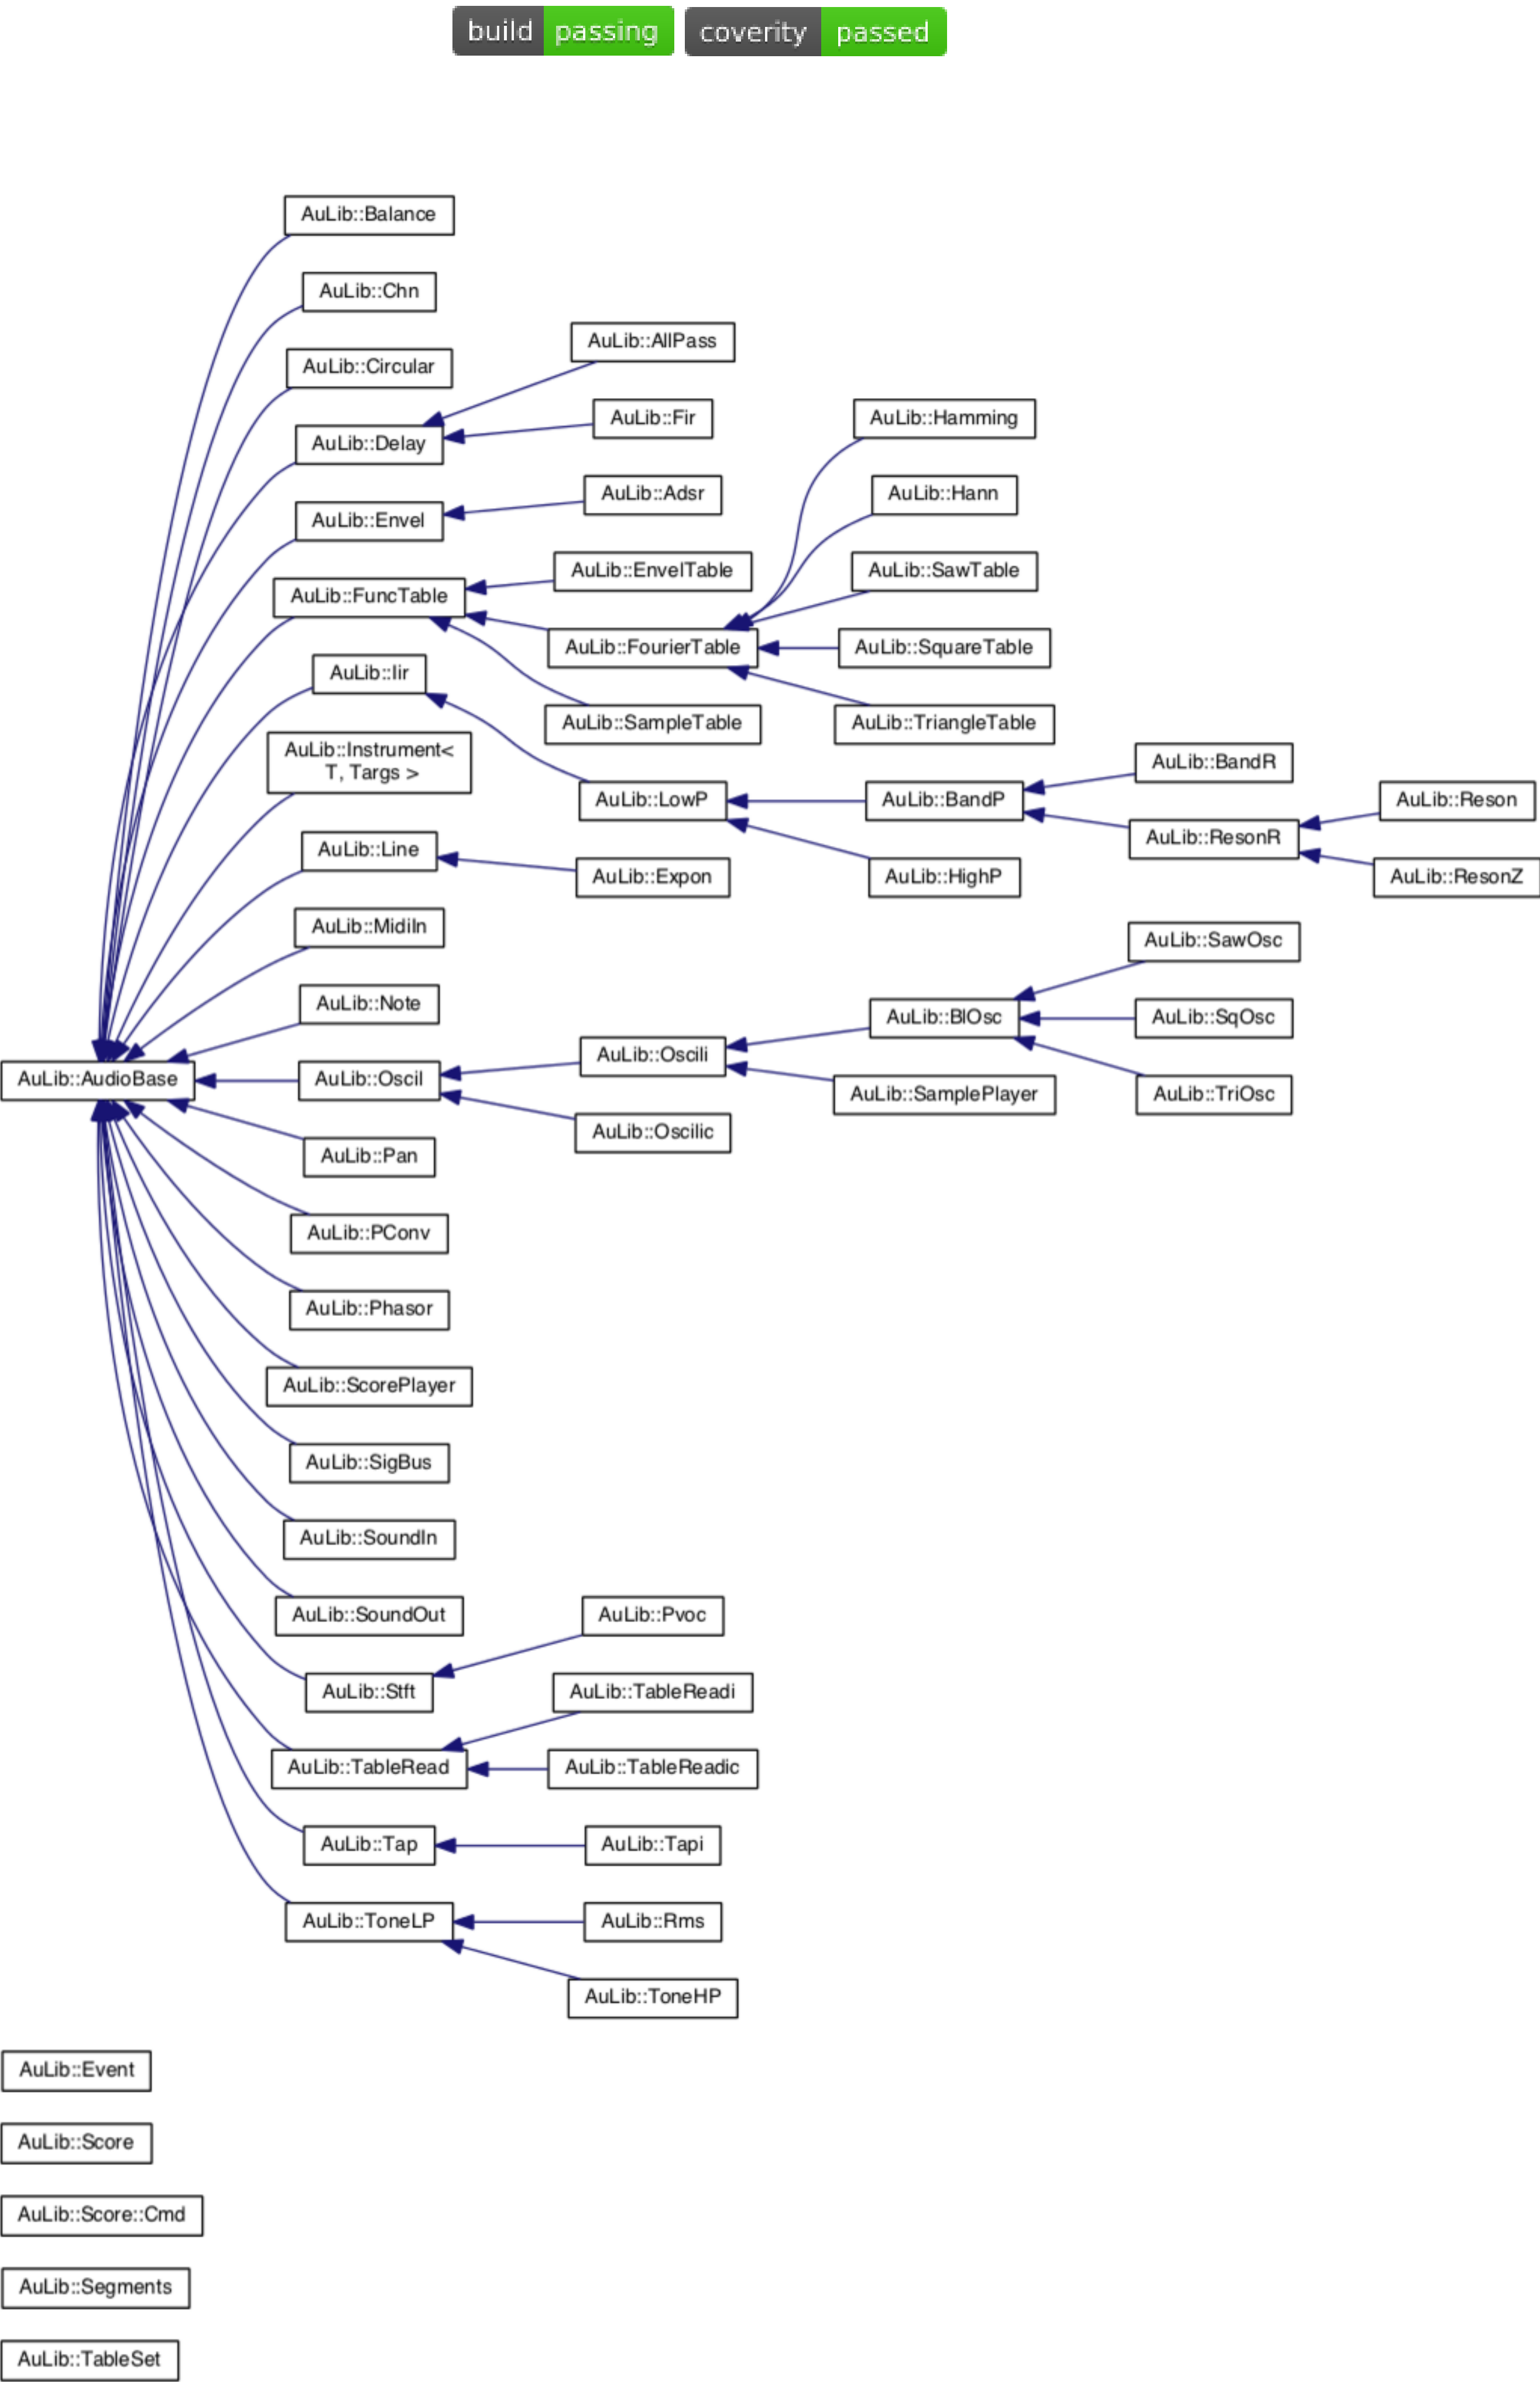 build passing coverity passed
AuLib::Balance
AuLib::Chn
AuLib::AllPass
AuLib::Circular
AuLib::Fir
AuLib::Hamming
AuLib::Delay
AuLib::Adsr
AuLib::Hann
AuLib::Envel
AuLib::EnvelTable
AuLib::SawTable
AuLib::FuncTable
AuLib::FourierTable
AuLib::SquareTable
AuLib::Iir
AuLib::SampleTable
AuLib::TriangleTable
AuLib::Instrument<
T, Targs >
AuLib::BandR
AuLib::LowP
AuLib::BandP
AuLib::Reson
AuLib::ResonR
AuLib::Line
AuLib::Expon
AuLib::HighP
AuLib::ResonZ
AuLib::MidiIn
AuLib::SawOsc
AuLib::Note
AuLib::BlOsc
AuLib::SqOsc
AuLib::Oscili
AuLib::AudioBase
AuLib::Oscil
AuLib::SamplePlayer
AuLib::TriOsc
AuLib::Oscilic
AuLib::Pan
AuLib::PConv
AuLib::Phasor
AuLib::ScorePlayer
AuLib::SigBus
AuLib::SoundIn
AuLib::SoundOut
AuLib::Pvoc
AuLib::Stft
AuLib::TableReadi
AuLib::TableRead
AuLib::TableReadic
AuLib::Tap
AuLib::Tapi
AuLib::ToneLP
AuLib::Rms
AuLib::ToneHP
AuLib::Event
AuLib::Score
AuLib::Score::Cmd
AuLib::Segments
AuLib::TableSet